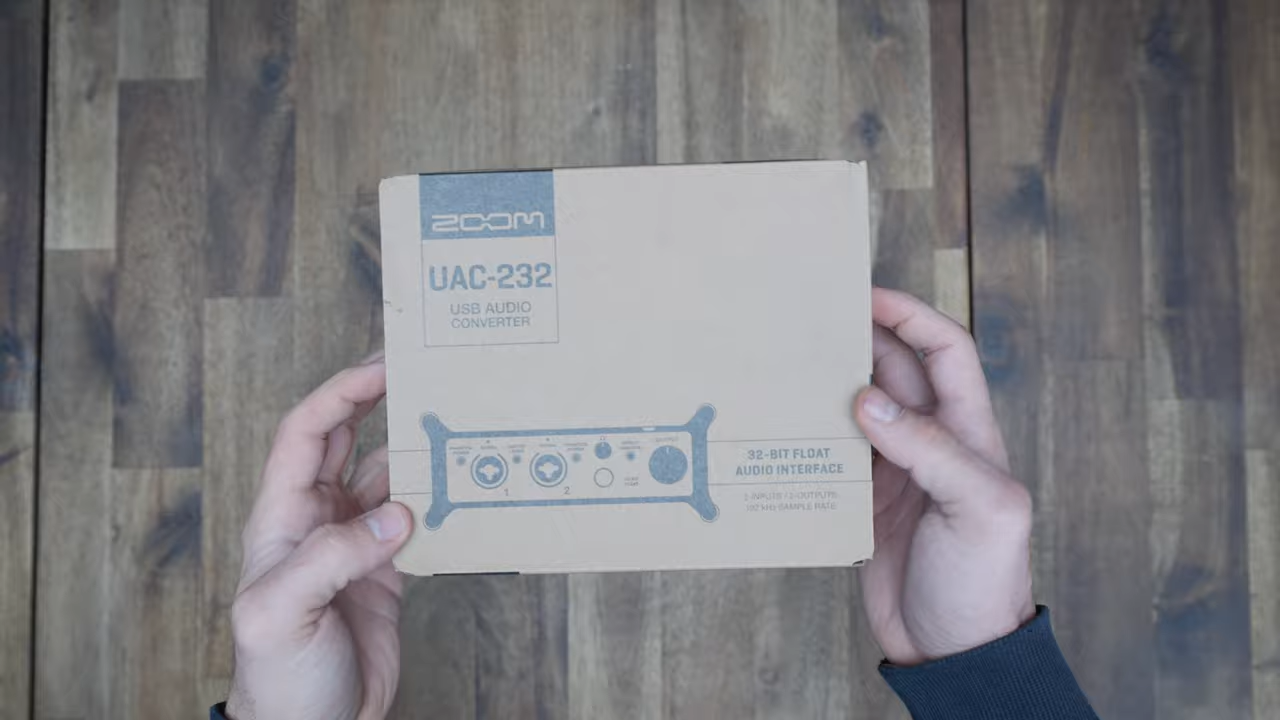 ZOOM
UAC-232
USB AUDIO
CONVERTER
OUTPUT
1
2
32-BIT FLOAT
AUDIO INTERFACE
2-INPUTS / 2-OUTPUTS
192 kHz SAMPLE RATE